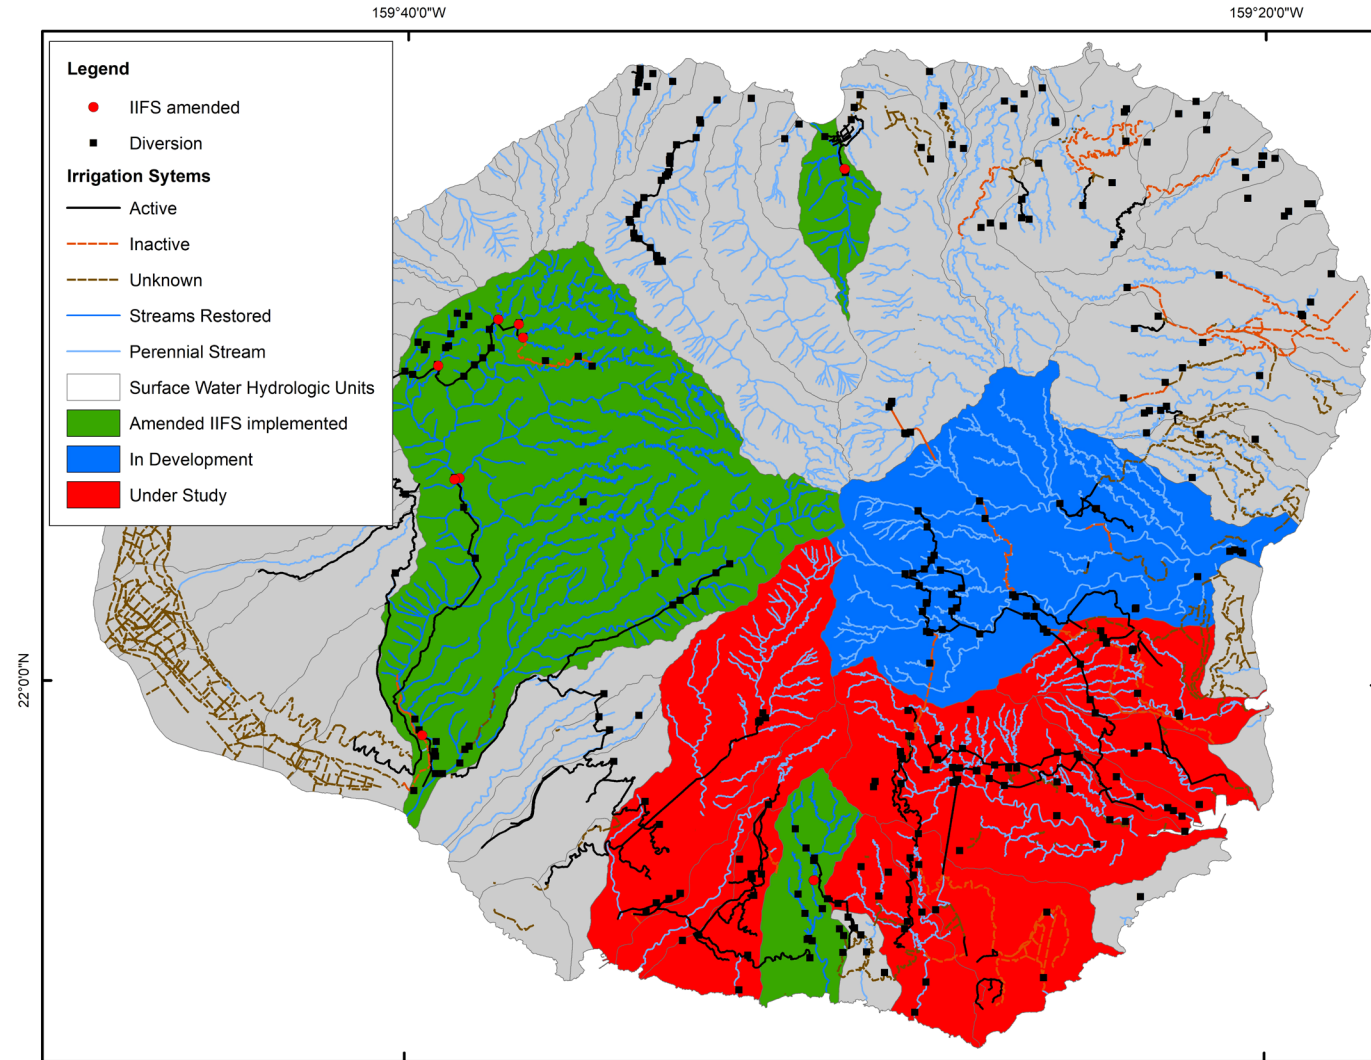 159°40'0"W
159°20'0"W
Legend
IIFS amended
Diversion
Irrigation Sytems
Active
Inactive
Unknown
Streams Restored
Perennial Stream
Surface Water Hydrologic Units
Amended IIFS implemented
In Development
Under Study
22°0'0"N